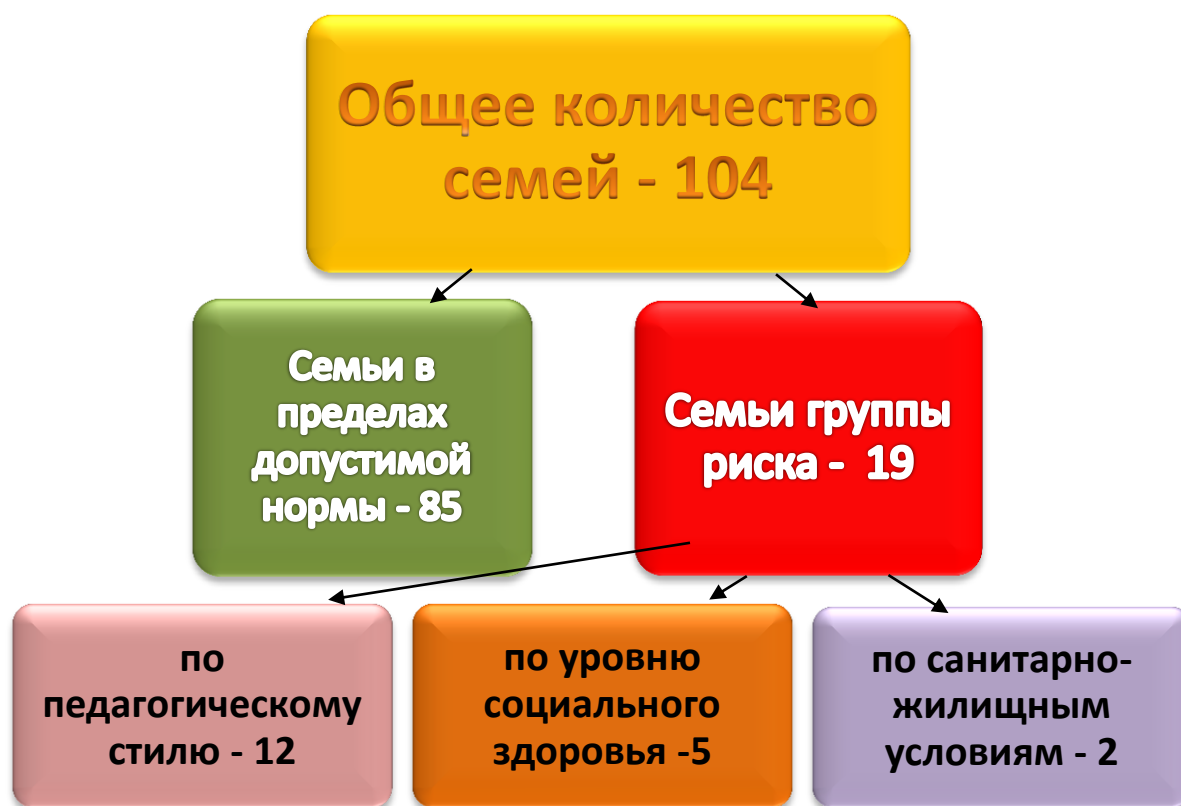 Общее количество
семей - 104
Семьи в
пределах
допустимой
нормы - 85
Семьи группы
риска - 19
по
педагогическому
стилю - 12
по уровню
социального
здоровья -5
по санитарно-
жилищным
условиям - 2